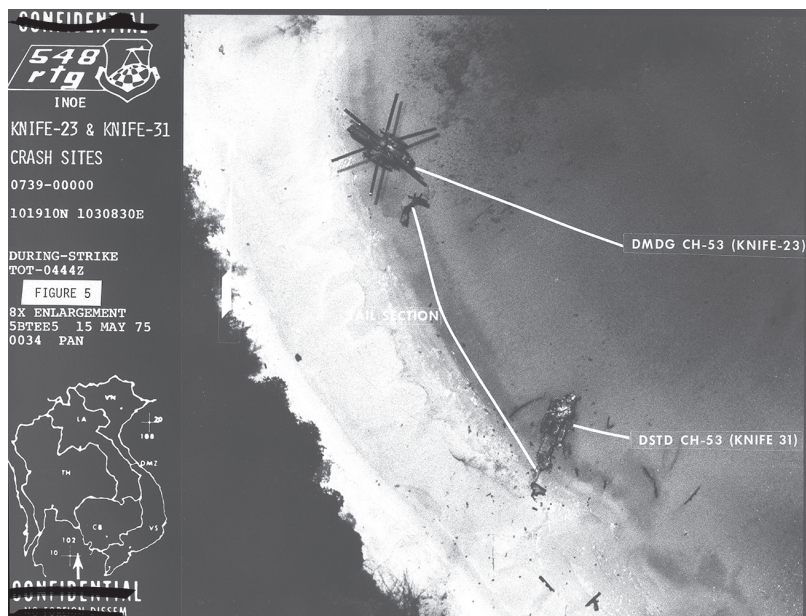 CONFIDENTIAL
548
rtg
INOE
KNIFE-23 & KNIFE-31
CRASH SITES
0739-00000
101910N 1030830E
DURING-STRIKE
TOT-0444Z
FIGURE 5
8X ENLARGEMENT
5BTEE5 15 MAY 75
0034 PAN
VN
LA
20
108
DMZ
TH
CB
VS
102
10
CONFIDENTIAL
NO FOREIGN DISSEM
DMDG CH-53 (KNIFE-23)
TAIL SECTION
DSTD CH-53 (KNIFE 31)